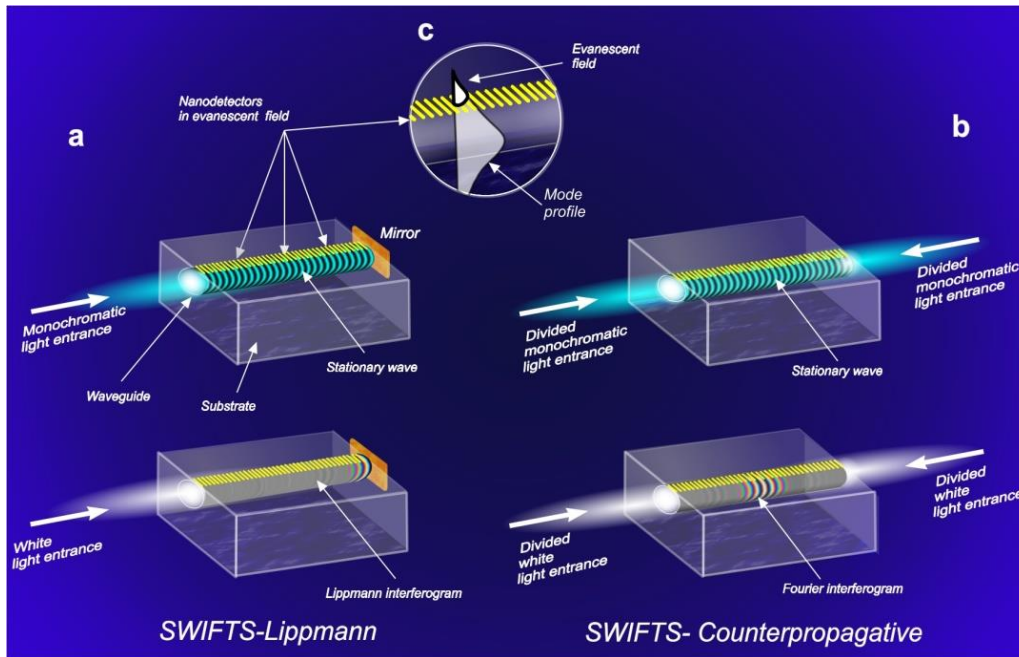 c
Evanescent
field
Nanodetectors
in evanescent field
a
b
Mode
profile
Mirror
Monochromatic
light entrance
Divided
monochromatic
light entrance
Divided
monochromatic
light entrance
Stationary wave
Stationary wave
Waveguide
Substrate
White
light entrance
Divided
white
light entrance
Divided
white
light entrance
Lippmann interferogram
Fourier interferogram
SWIFTS-Lippmann
SWIFTS- Counterpropagative